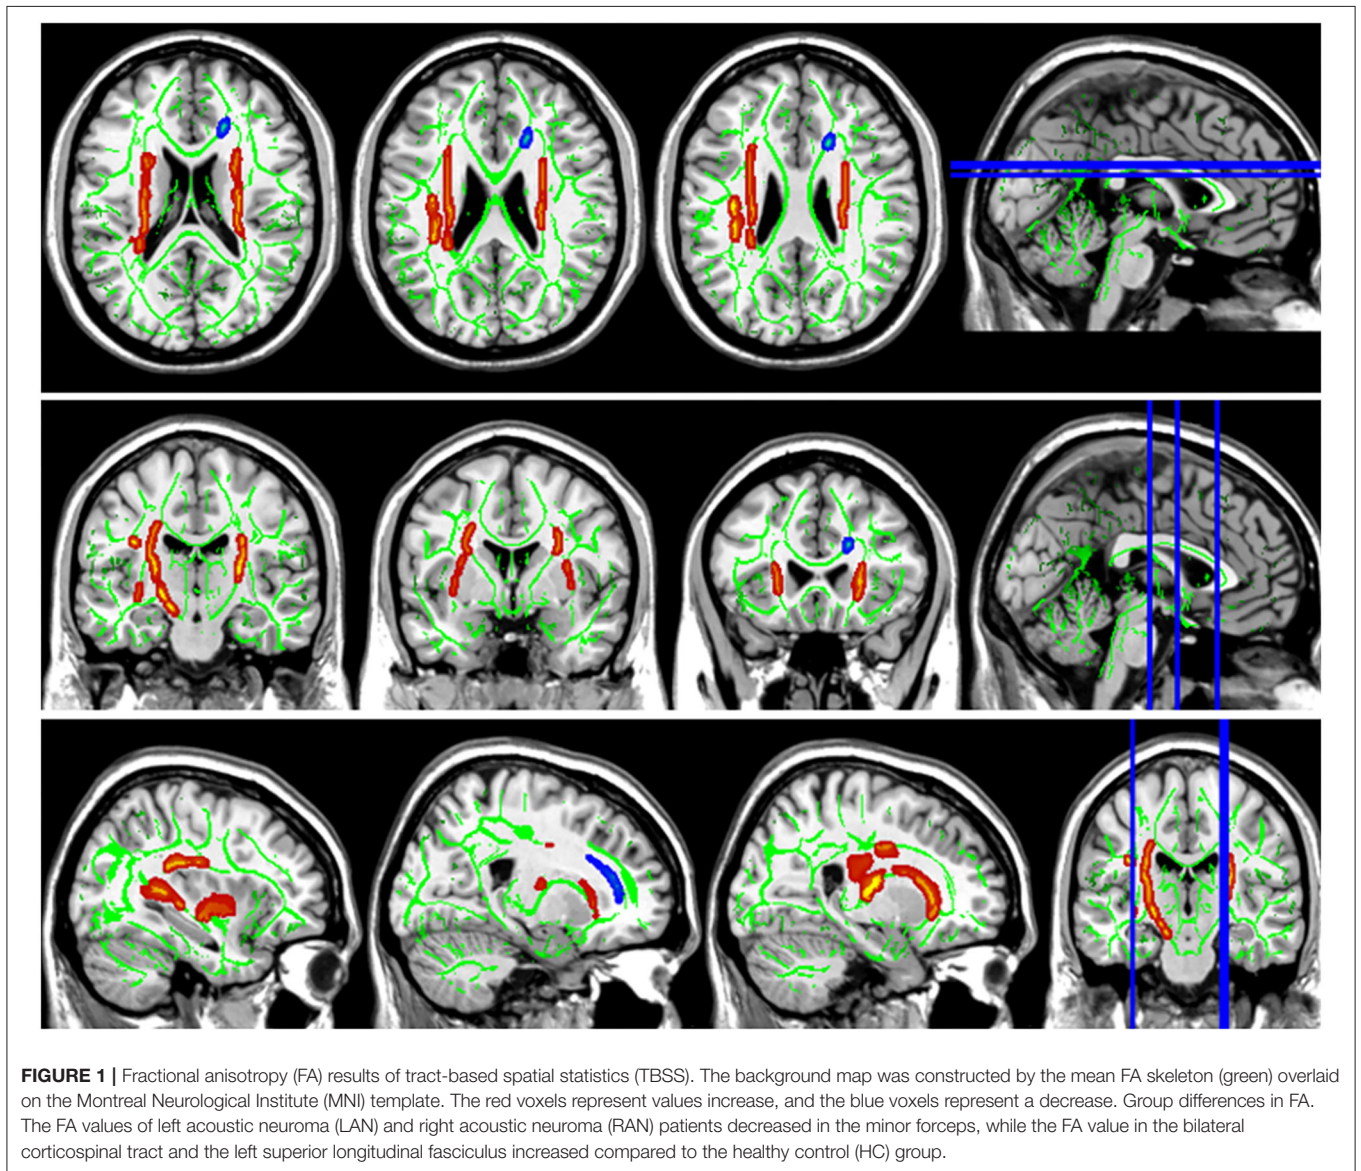 FIGURE 1 | Fractional anisotropy (FA) results of tract-based spatial statistics (TBSS). The background map was constructed by the mean FA skeleton (green) overlaid
on the Montreal Neurological Institute (MNI) template. The red voxels represent values increase, and the blue voxels represent a decrease. Group differences in FA.
The FA values of left acoustic neuroma (LAN) and right acoustic neuroma (RAN) patients decreased in the minor forceps, while the FA value in the bilateral
corticospinal tract and the left superior longitudinal fasciculus increased compared to the healthy control (HC) group.